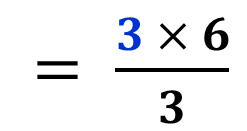 = 3 × 6
3